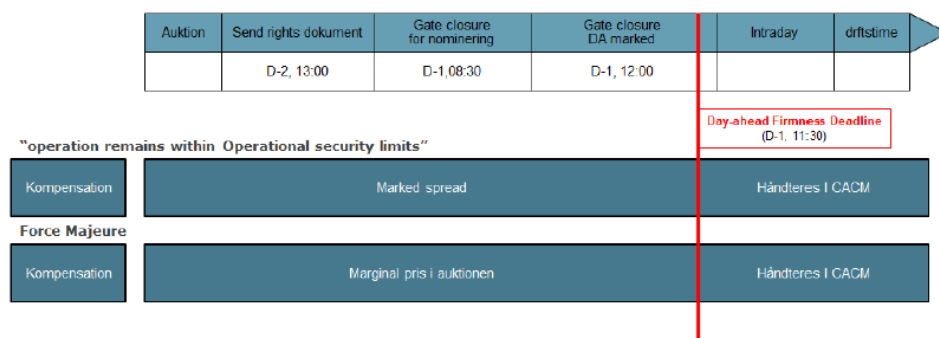 Auktion
Send rights dokument
Gate closure
for nominering
Gate closure
DA marked
Intraday
drftstime
D-2, 13:00
D-1,08:30
D-1, 12:00
Day-ahead Firmness Deadline
(D-1, 11:30)
"operation remains within Operational security limits"
Kompensation
Marked spread
Håndteres I CACM
Force Majeure
Kompensation
Marginal pris i auktionen
Håndteres I CACM